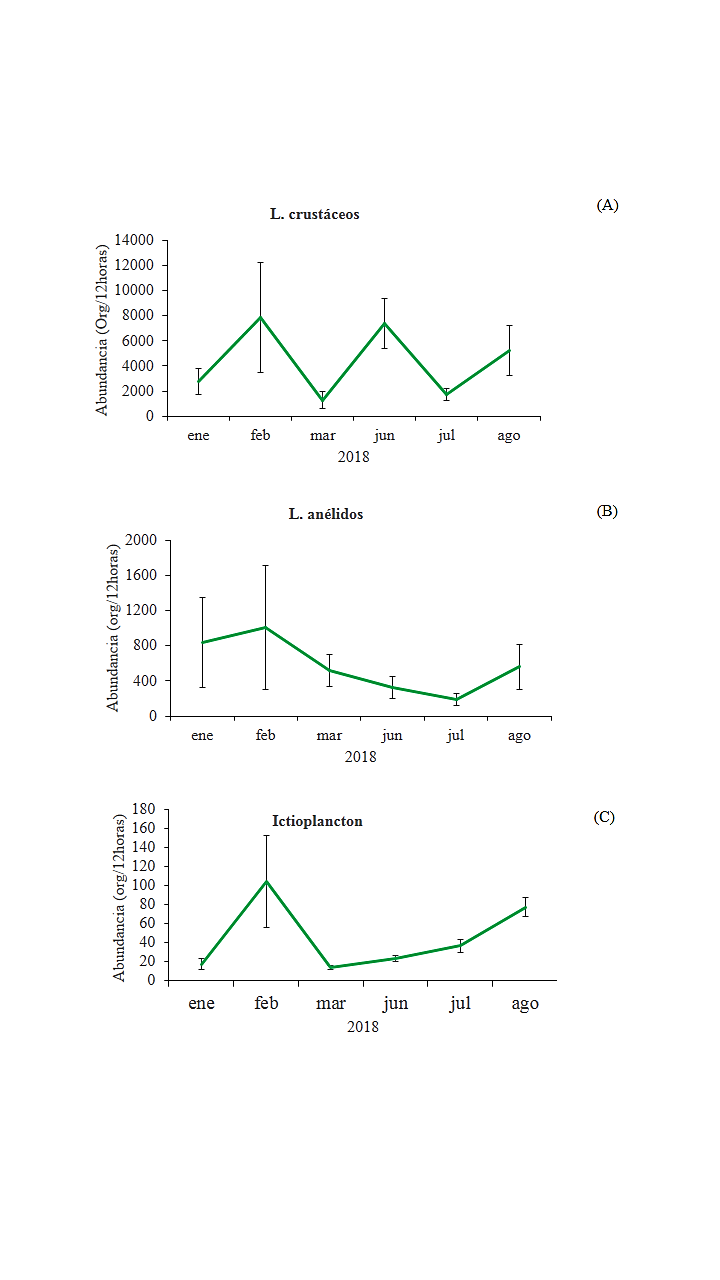 (A)
L. crustáceos
Abundancia (Org/12horas)
14000
12000
10000
8000
6000
4000
2000
0
ene feb mar jun jul ago
2018
(B)
L. anélidos
Abundancia (org/12horas)
2000
1600
1200
800
400
0
ene feb mar jun jul ago
2018
(C)
Ictioplancton
Abundancia (org/12horas)
180
160
140
120
100
80
60
40
20
0
ene feb mar jun jul ago
2018